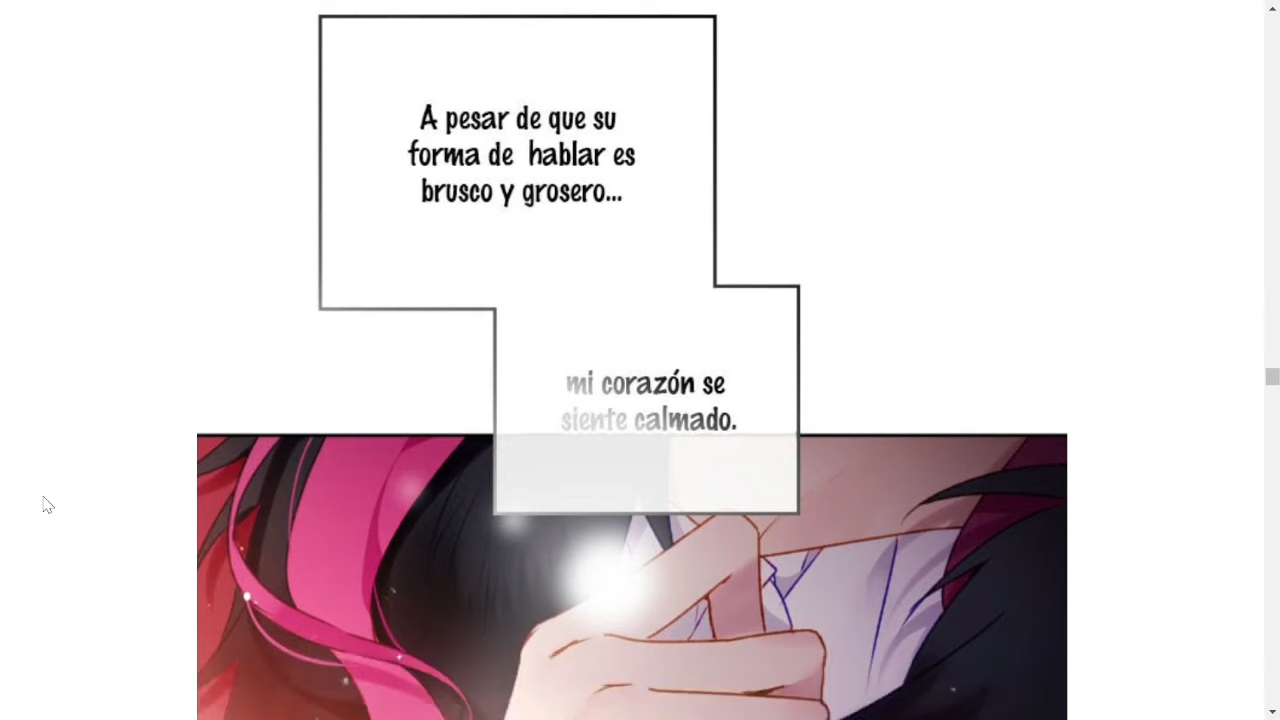 A pesar de que su
forma de hablar es
brusco y grosero...
mi corazón se
siente calmado.